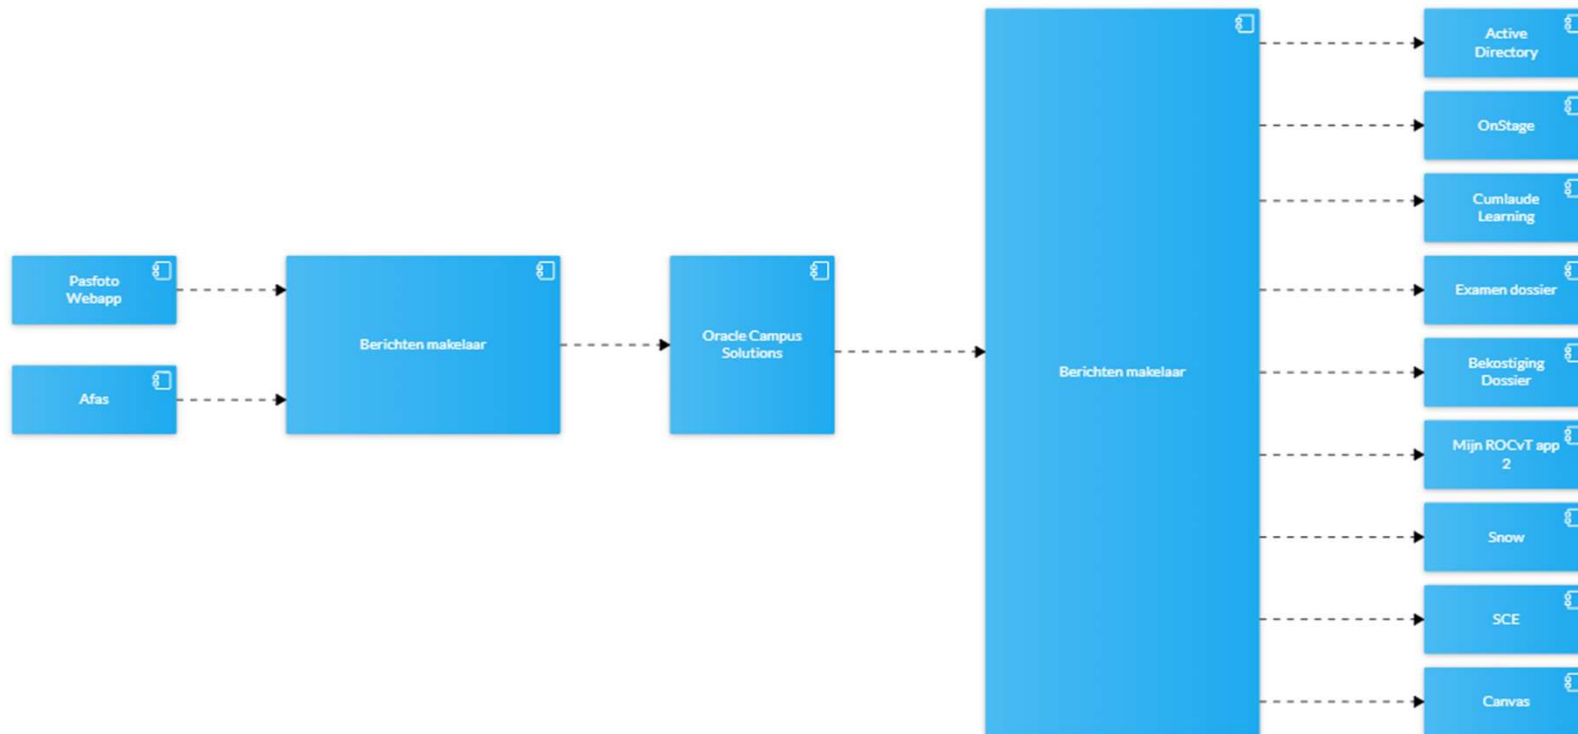 Pasfoto
Webapp
Afas
Berichten makelaar
Oracle Campus
Solutions
Berichten makelaar
Active
Directory
OnStage
Cumlaude
Learning
Examen dossier
Bekostiging
Dossier
Mijn ROCvT app
2
Snow
SCE
Canvas